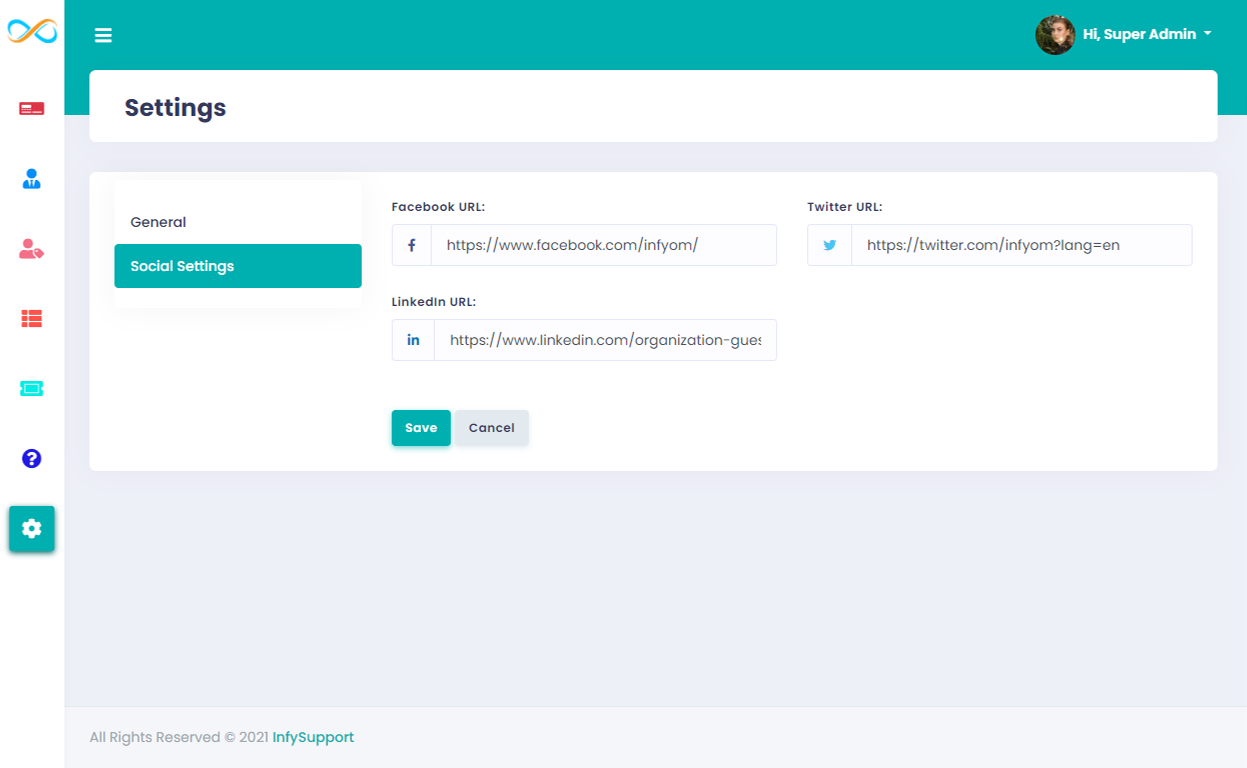 Hi, Super Admin
Settings
General
Social Settings
Facebook URL:
https://www.facebook.com/infyom/
Twitter URL:
https://twitter.com/infyom?lang=en
LinkedIn URL:
https://www.linkedin.com/organization-gues
Save
Cancel
All Rights Reserved © 2021 InfySupport